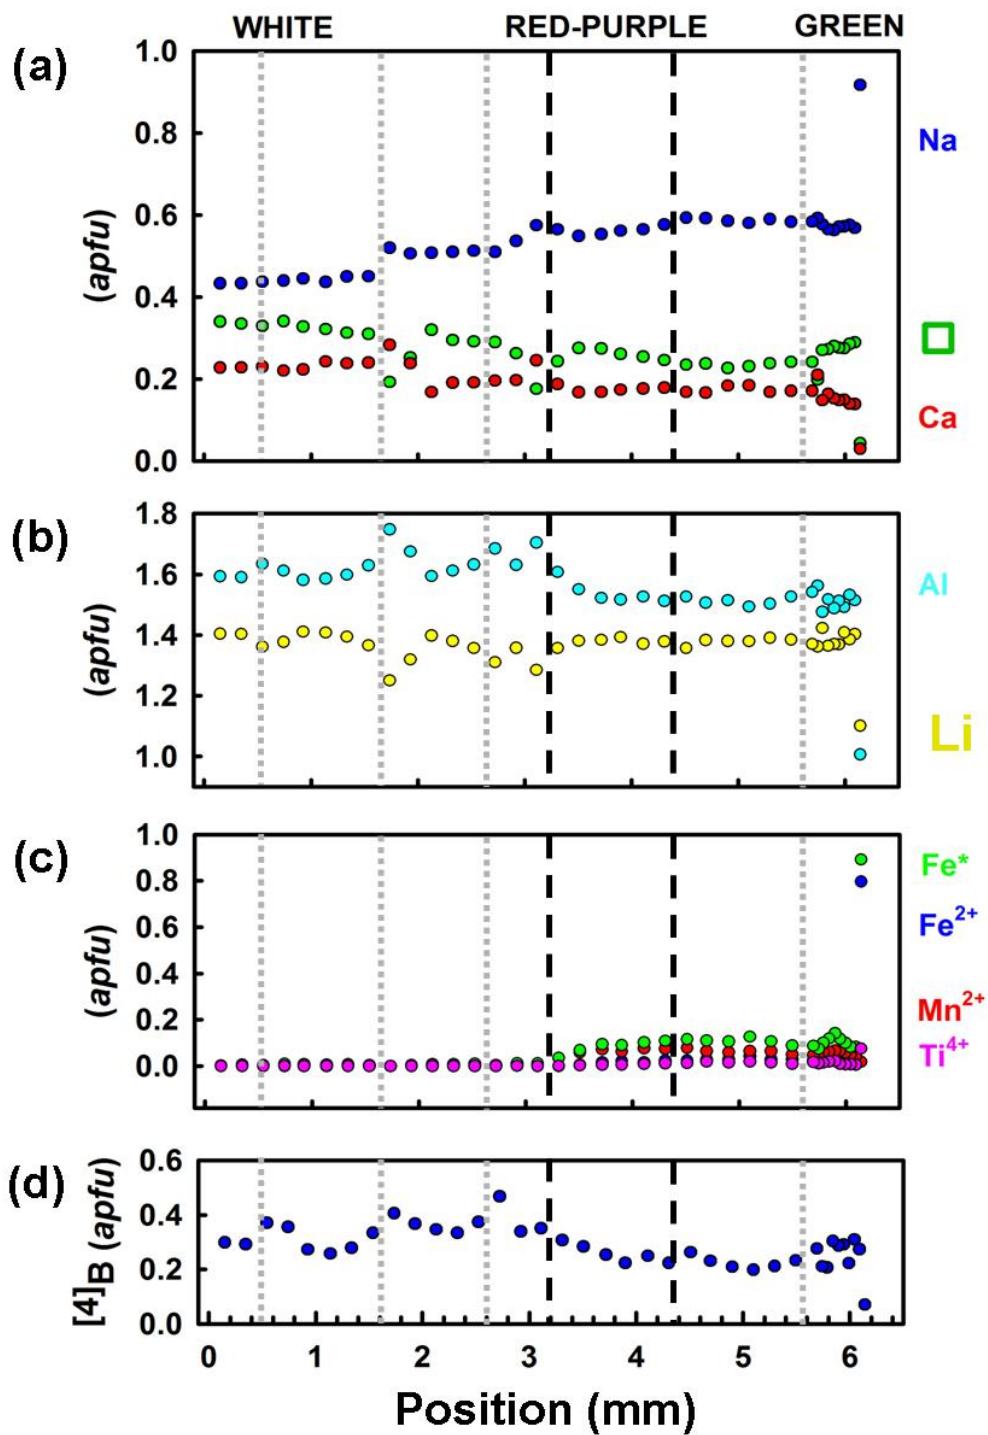 WHITE RED-PURPLE GREEN
(a)
1.0
0.8
0.6
0.4
0.2
0.0
(apfu)
Na
Ca
(b)
1.8
1.6
1.4
1.2
1.0
(apfu)
Al
Li
(c)
1.0
0.8
0.6
0.4
0.2
0.0
(apfu)
Fe*
Fe2+
Mn2+
Ti4+
(d)
0.6
0.4
0.2
0.0
[4]B (apfu)
0 1 2 3 4 5 6
Position (mm)